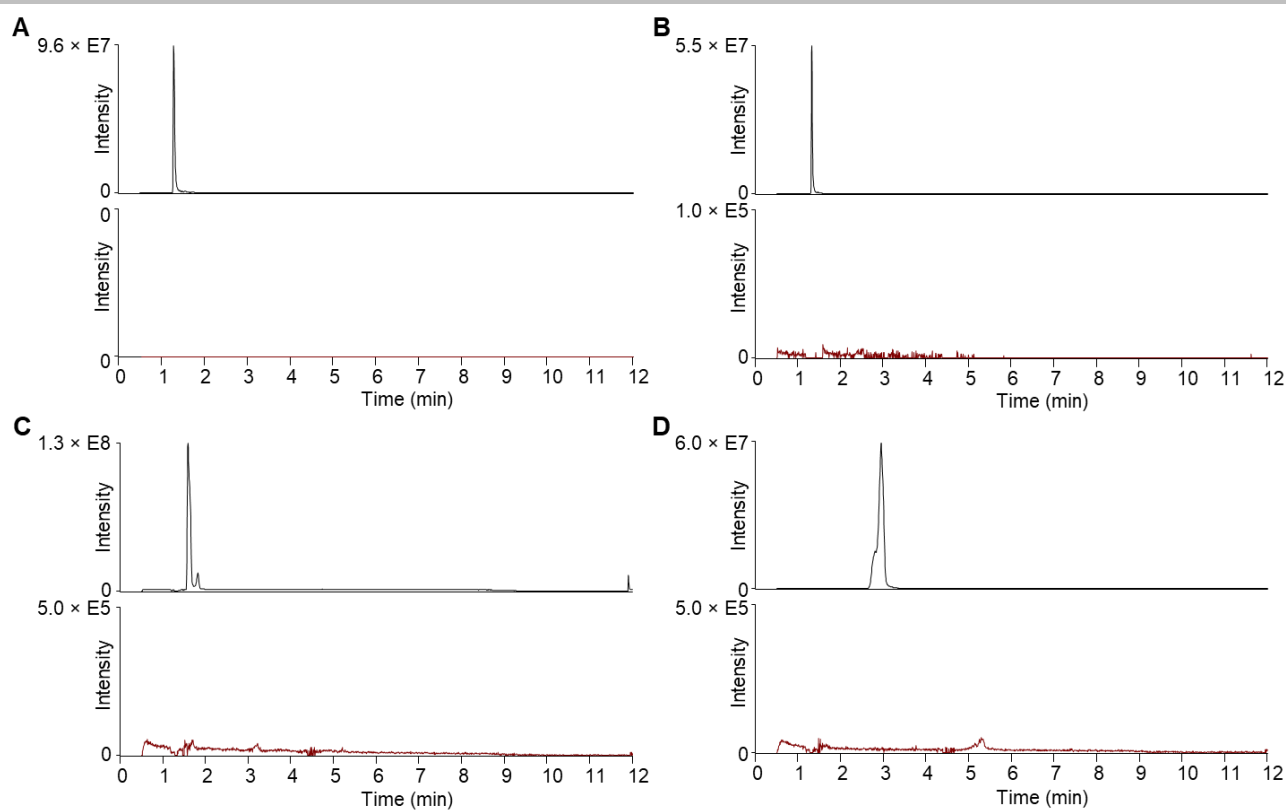 A
9.6 × E7
Intensity
0
0
Intensity
0
0 1 2 3 4 5 6 7 8 9 10 11 12
Time (min)
B
5.5 × E7
Intensity
0
1.0 × E5
Intensity
0
0 1 2 3 4 5 6 7 8 9 10 11 12
Time (min)
C
1.3 × E8
Intensity
0
5.0 × E5
Intensity
0
0 1 2 3 4 5 6 7 8 9 10 11 12
Time (min)
D
6.0 × E7
Intensity
0
5.0 × E5
Intensity
0
0 1 2 3 4 5 6 7 8 9 10 11 12
Time (min)